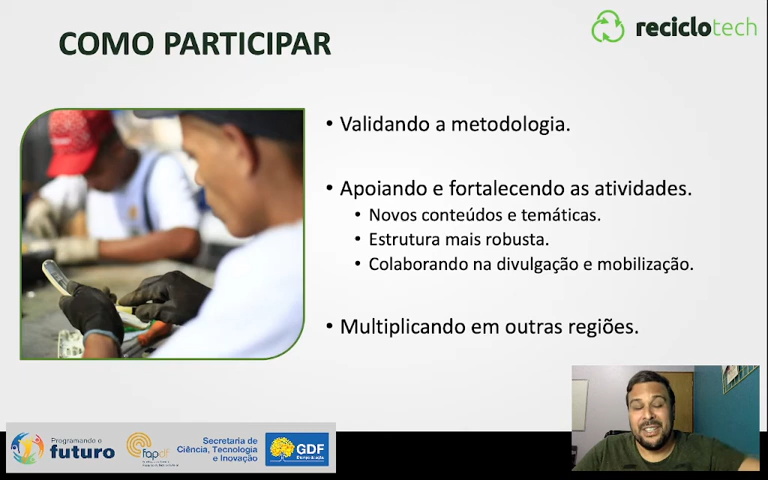 COMO PARTICIPAR
reciclotech
• Validando a metodologia.
• Apoiando e fortalecendo as atividades.
• Novos conteúdos e temáticas.
• Estrutura mais robusta.
• Colaborando na divulgação e mobilização.
• Multiplicando em outras regiões.
Programando o
futuro
fapdf
Secretaria de
Ciência, Tecnologia
e Inovação
GDF